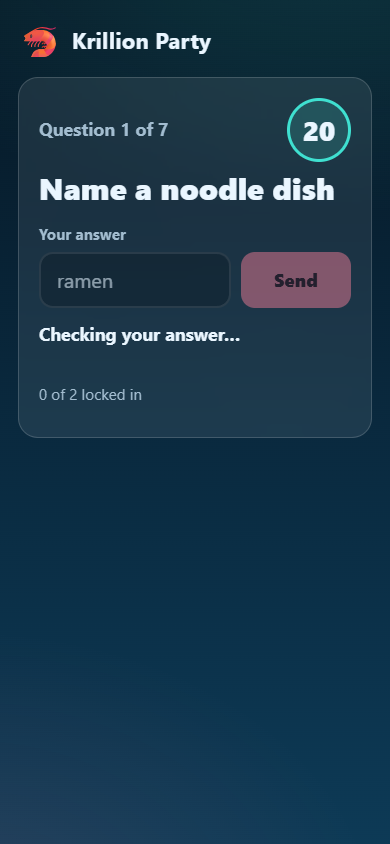 Krillion Party
Question 1 of 7
20
Name a noodle dish
Your answer
ramen
Send
Checking your answer...
0 of 2 locked in